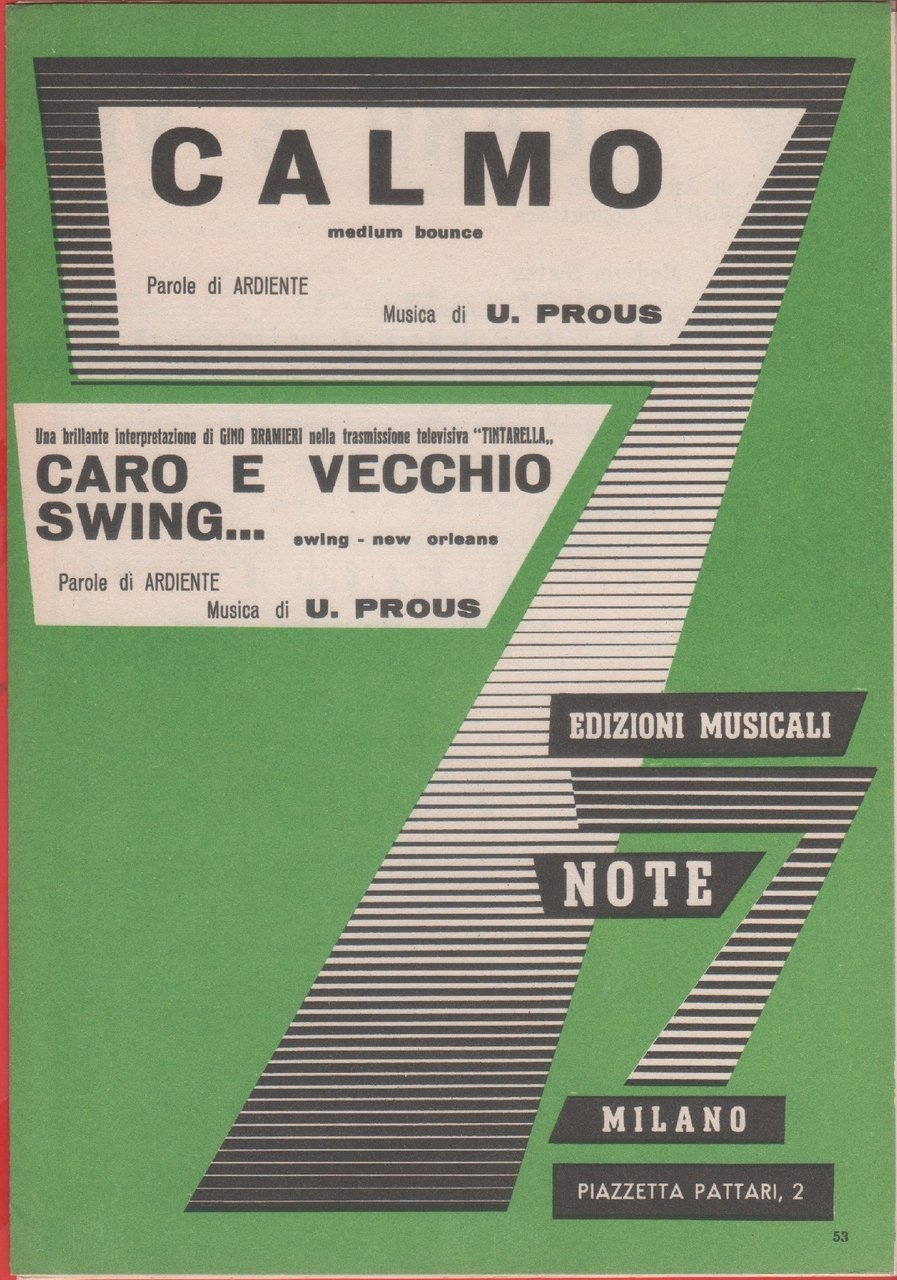 CALMO
medium bounce
Parole di ARDIENTE
Musica di U. PROUS
Una brillante interpretazione di GINO BRAMIERI nella trasmissione televisiva "TINTARELLA„
CARO E VECCHIO
SWING...
swing - new orleans
Parole di ARDIENTE
Musica di U. PROUS
EDIZIONI MUSICALI
7
NOTE
MILANO
PIAZZETTA PATTARI, 2
53